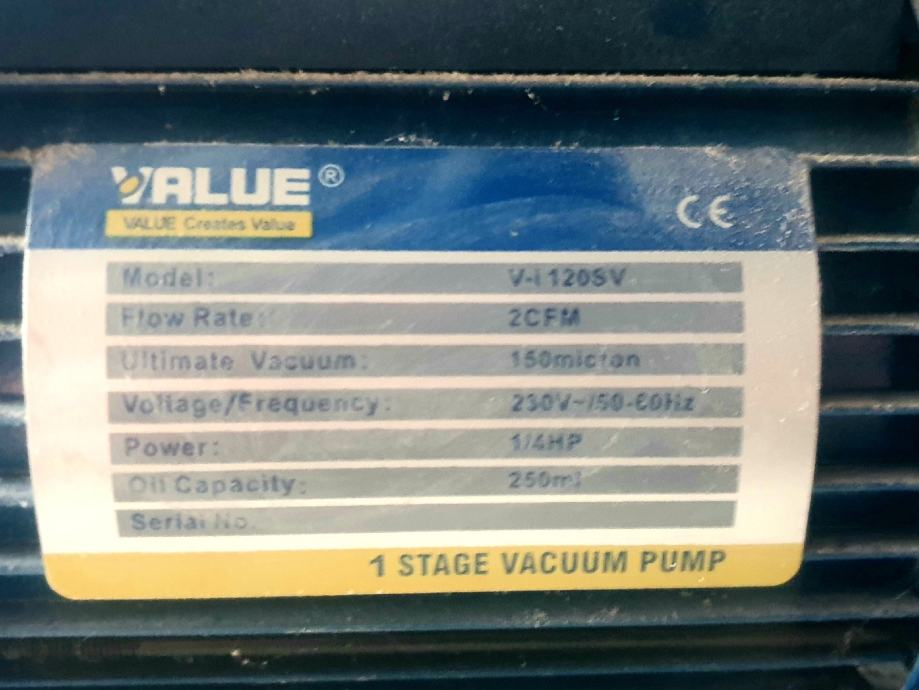 VALUE®
VALUE Creates Value
CE
Model: V-i120SV
Flow Rate: 2CFM
Ultimate Vacuum: 150micron
Voltage/Frequency: 230V~/50-60Hz
Power: 1/4HP
Oil Capacity: 250ml
Serial No.
1 STAGE VACUUM PUMP